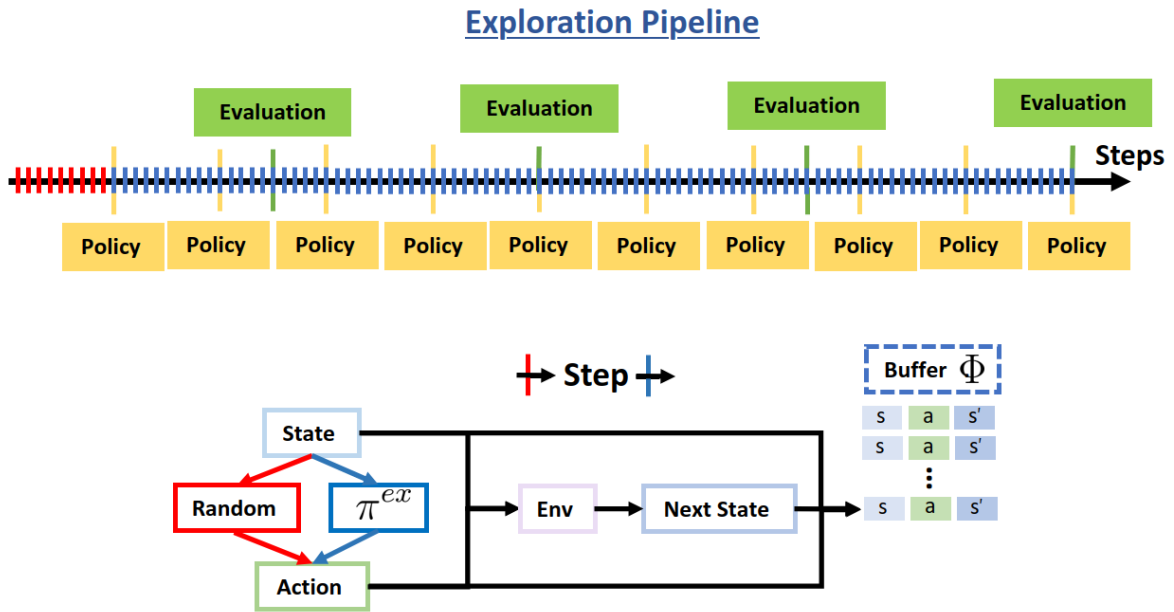 Exploration Pipeline
Evaluation
Evaluation
Evaluation
Evaluation
Steps
Policy
Policy
Policy
Policy
Policy
Policy
Policy
Policy
Policy
Policy
Step
Buffer Φ
s a s'
s a s'
s a s'
State
Random
π^{ex}
Env
Next State
Action